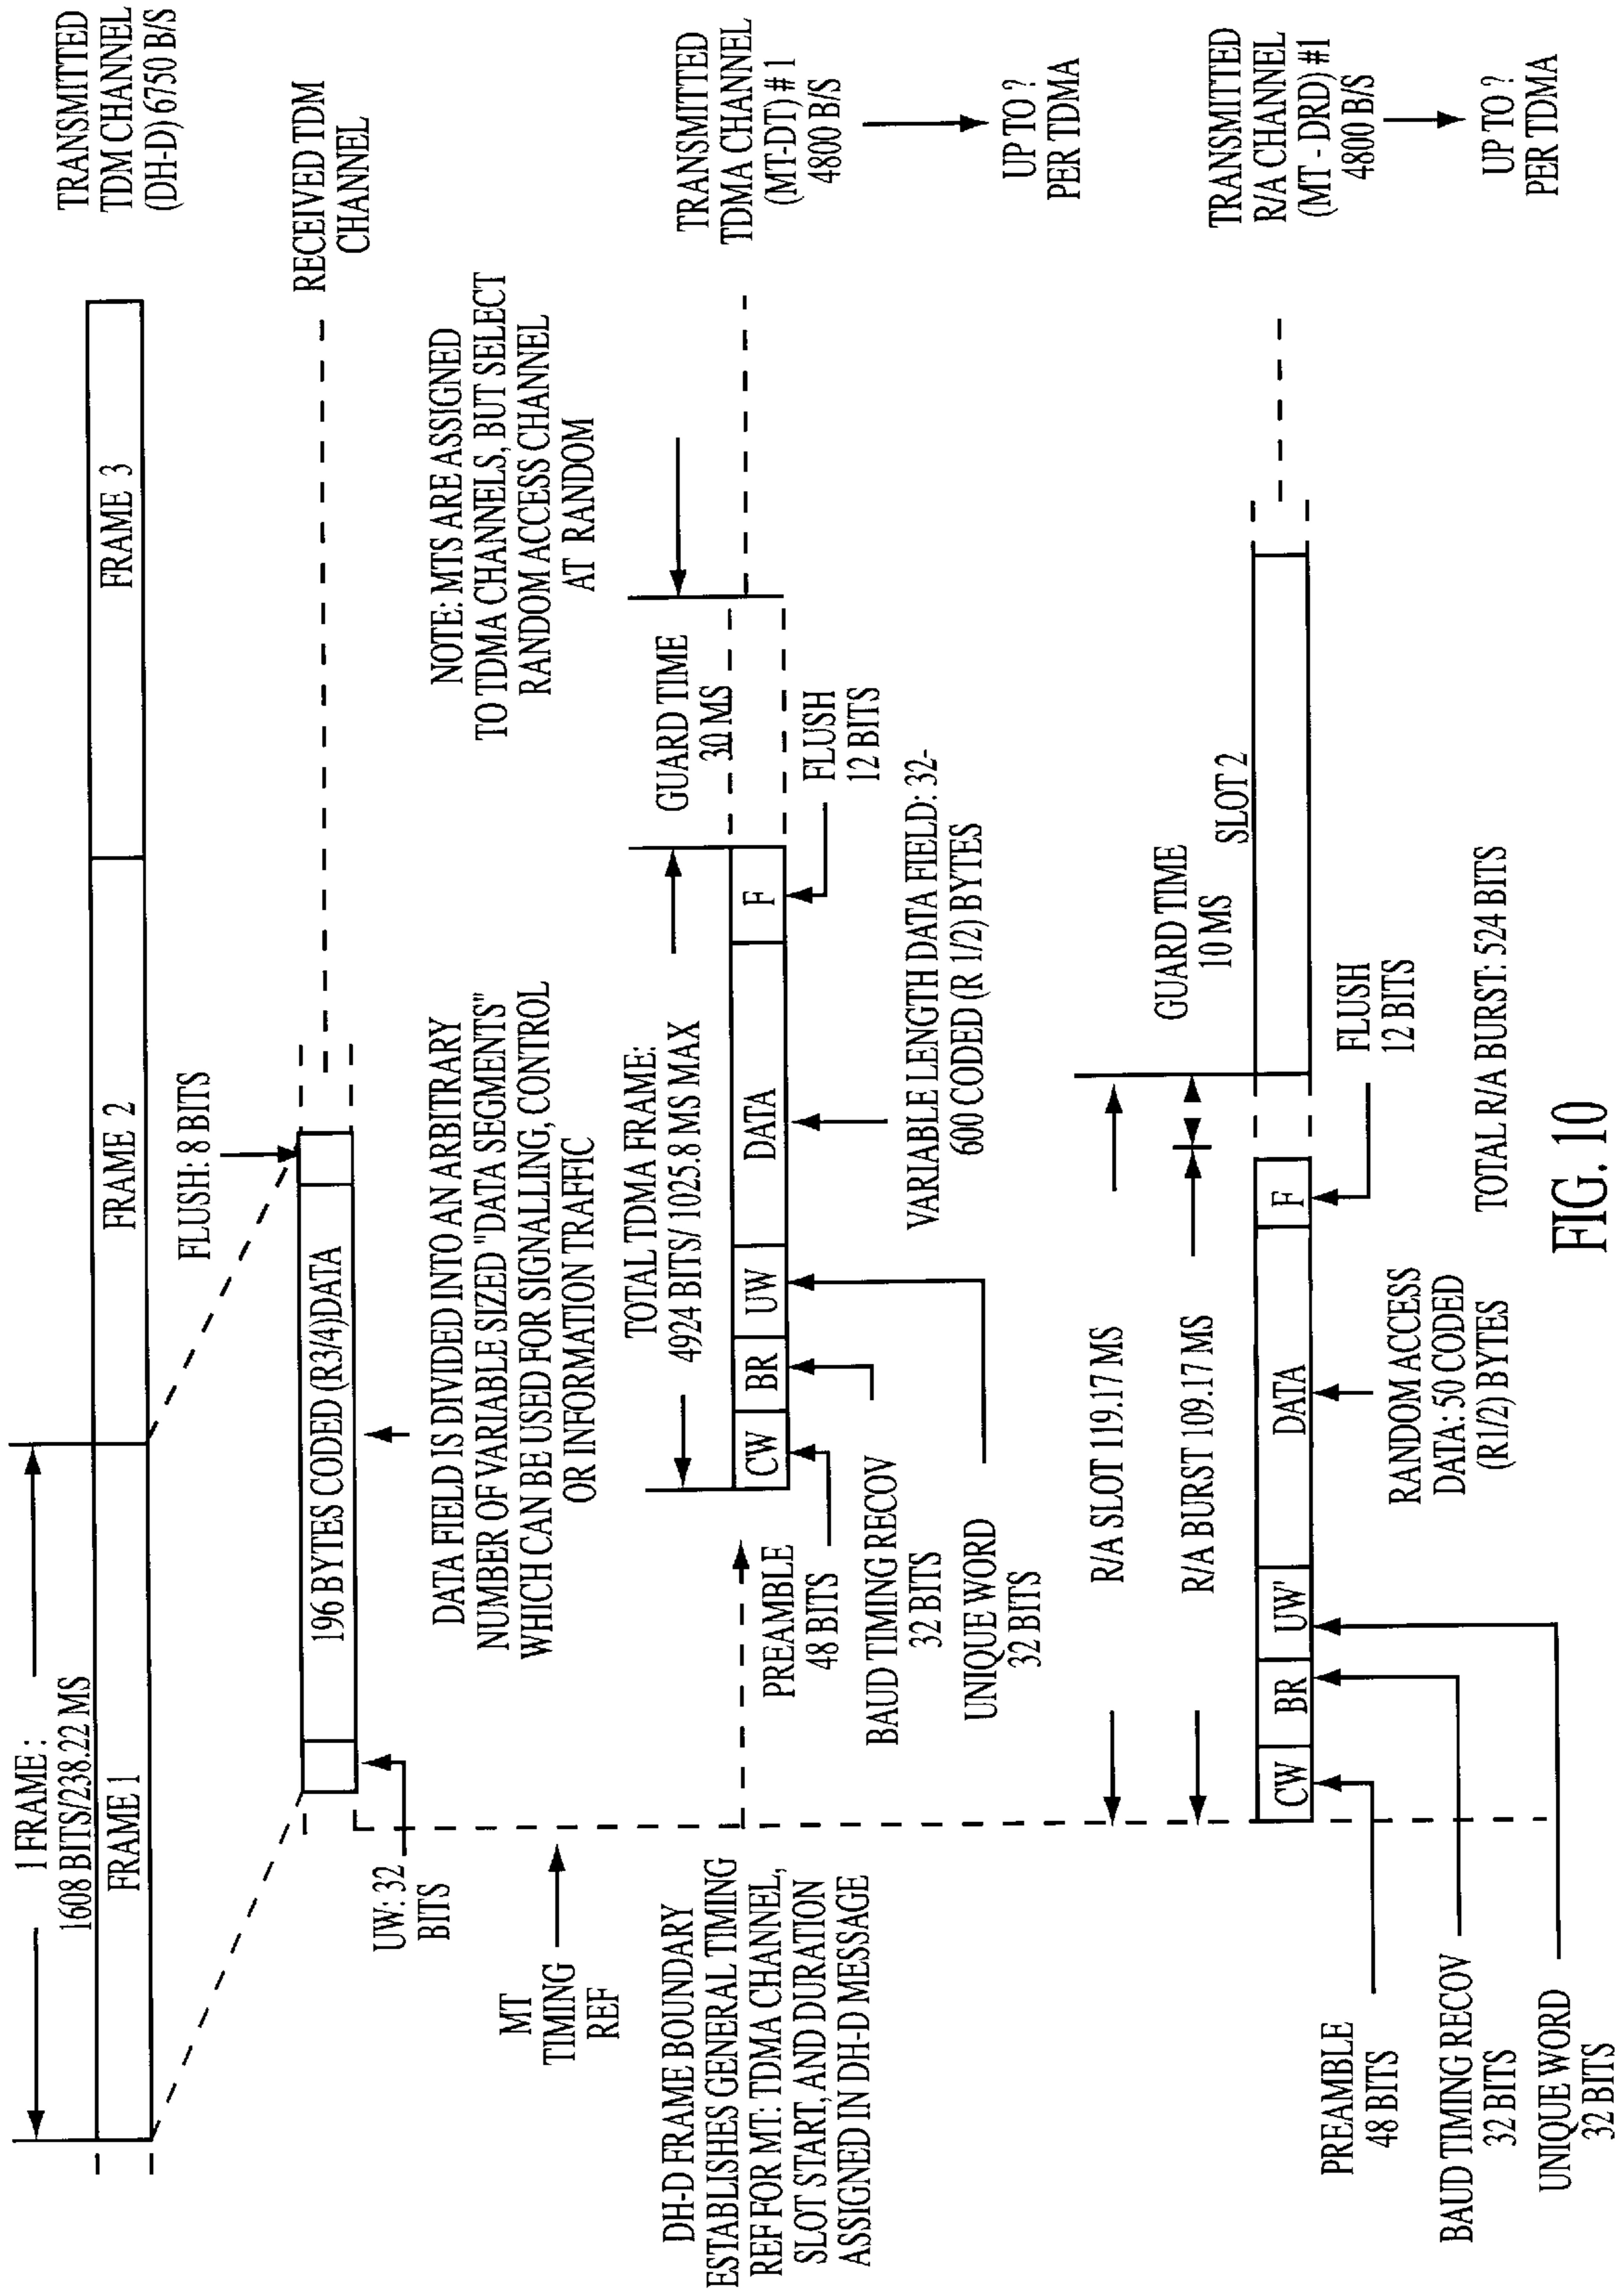 1 FRAME :
1608 BITS/238.22 MS
FRAME 1
FRAME 2
FRAME 3
TRANSMITTED
TDM CHANNEL
(DH-D) 6750 B/S
FLUSH: 8 BITS
196 BYTES CODED (R3/4)DATA
RECEIVED TDM
CHANNEL
UW: 32
BITS
DATA FIELD IS DIVIDED INTO AN ARBITRARY
NUMBER OF VARIABLE SIZED "DATA SEGMENTS"
WHICH CAN BE USED FOR SIGNALLING, CONTROL
OR INFORMATION TRAFFIC
NOTE: MTS ARE ASSIGNED
TO TDMA CHANNELS, BUT SELECT
RANDOM ACCESS CHANNEL
AT RANDOM
MT
TIMING
REF
DH-D FRAME BOUNDARY
ESTABLISHES GENERAL TIMING
REF FOR MT: TDMA CHANNEL,
SLOT START, AND DURATION
ASSIGNED IN DH-D MESSAGE
TOTAL TDMA FRAME:
4924 BITS/ 1025.8 MS MAX
GUARD TIME
30 MS
CW
BR
UW
DATA
F
TRANSMITTED
TDMA CHANNEL
(MT-DT) # 1
4800 B/S
UP TO ?
PER TDMA
PREAMBLE
48 BITS
BAUD TIMING RECOV
32 BITS
UNIQUE WORD
32 BITS
FLUSH
12 BITS
VARIABLE LENGTH DATA FIELD: 32-
600 CODED (R 1/2) BYTES
R/A SLOT 119.17 MS
R/A BURST 109.17 MS
GUARD TIME
10 MS
SLOT 2
CW
BR
UW'
DATA
F
TRANSMITTED
R/A CHANNEL
(MT - DRD) #1
4800 B/S
UP TO ?
PER TDMA
PREAMBLE
48 BITS
BAUD TIMING RECOV
32 BITS
UNIQUE WORD
32 BITS
RANDOM ACCESS
DATA: 50 CODED
(R1/2) BYTES
FLUSH
12 BITS
TOTAL R/A BURST: 524 BITS
FIG. 10